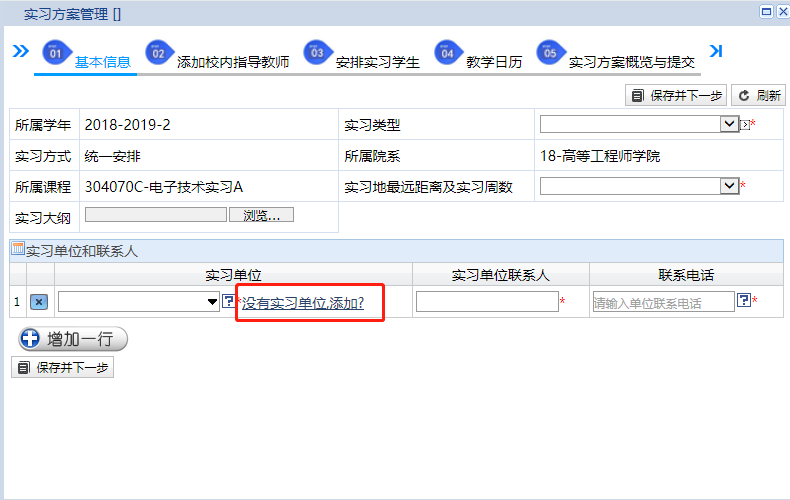 实习方案管理 []
01 基本信息 02 添加校内指导教师 03 安排实习学生 04 教学日历 05 实习方案概览与提交
保存并下一步 刷新
所属学年 2018-2019-2 实习类型 *
实习方式 统一安排 所属院系 18-高等工程师学院
所属课程 304070C-电子技术实习A 实习地最远距离及实习周数 *
实习大纲 浏览...
实习单位和联系人
实习单位 实习单位联系人 联系电话
1 ? *没有实习单位,添加? * 请输入单位联系电话 ? *
增加一行
保存并下一步